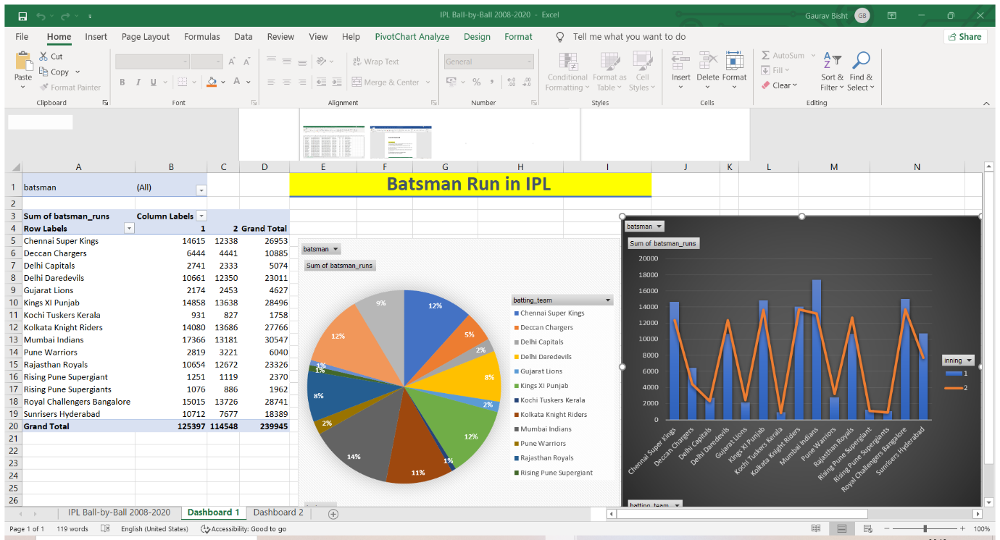 IPL Ball-by-Ball 2008-2020 - Excel
Gaurav Bisht GB
File Home Insert Page Layout Formulas Data Review View Help PivotChart Analyze Design Format Tell me what you want to do Share
Paste
Cut
Copy
Format Painter
Clipboard
B I U
A A
A
Font
ab Wrap Text
Merge & Center
Alignment
General
% ,
Number
Conditional Formatting
Format as Table
Cell Styles
Styles
Insert Delete Format
Cells
AutoSum
Fill
Clear
Sort & Filter
Find & Select
Editing
A B C D E F G H I J K L M N
1 batsman (All)
Batsman Run in IPL
2
3 Sum of batsman_runs Column Labels
4 Row Labels 1 2 Grand Total
5 Chennai Super Kings 14615 12338 26953
6 Deccan Chargers 6444 4441 10885
7 Delhi Capitals 2741 2333 5074
8 Delhi Daredevils 10661 12350 23011
9 Gujarat Lions 2174 2453 4627
10 Kings XI Punjab 14858 13638 28496
11 Kochi Tuskers Kerala 931 827 1758
12 Kolkata Knight Riders 14080 13686 27766
13 Mumbai Indians 17366 13181 30547
14 Pune Warriors 2819 3221 6040
15 Rajasthan Royals 10654 12672 23326
16 Rising Pune Supergiant 1251 1119 2370
17 Rising Pune Supergiants 1076 886 1962
18 Royal Challengers Bangalore 15015 13726 28741
19 Sunrisers Hyderabad 10712 7677 18389
20 Grand Total 125397 114548 239945
21
22
23
24
25
26
batsman
Sum of batsman_runs
12%
5%
2%
8%
2%
12%
1%
11%
14%
2%
8%
1%
1%
12%
9%
batting_team
Chennai Super Kings
Deccan Chargers
Delhi Capitals
Delhi Daredevils
Gujarat Lions
Kings XI Punjab
Kochi Tuskers Kerala
Kolkata Knight Riders
Mumbai Indians
Pune Warriors
Rajasthan Royals
Rising Pune Supergiant
batsman
Sum of batsman_runs
20000
18000
16000
14000
12000
10000
8000
6000
4000
2000
0
Chennai Super Kings
Deccan Chargers
Delhi Capitals
Delhi Daredevils
Gujarat Lions
Kings XI Punjab
Kochi Tuskers Kerala
Kolkata Knight Riders
Mumbai Indians
Pune Warriors
Rajasthan Royals
Rising Pune Supergiant
Rising Pune Supergiants
Royal Challengers Bangalore
Sunrisers Hyderabad
inning
1
2
batting_team
IPL Ball-by-Ball 2008-2020 Dashboard 1 Dashboard 2
Page 1 of 1 119 words English (United States) Accessibility: Good to go 100%